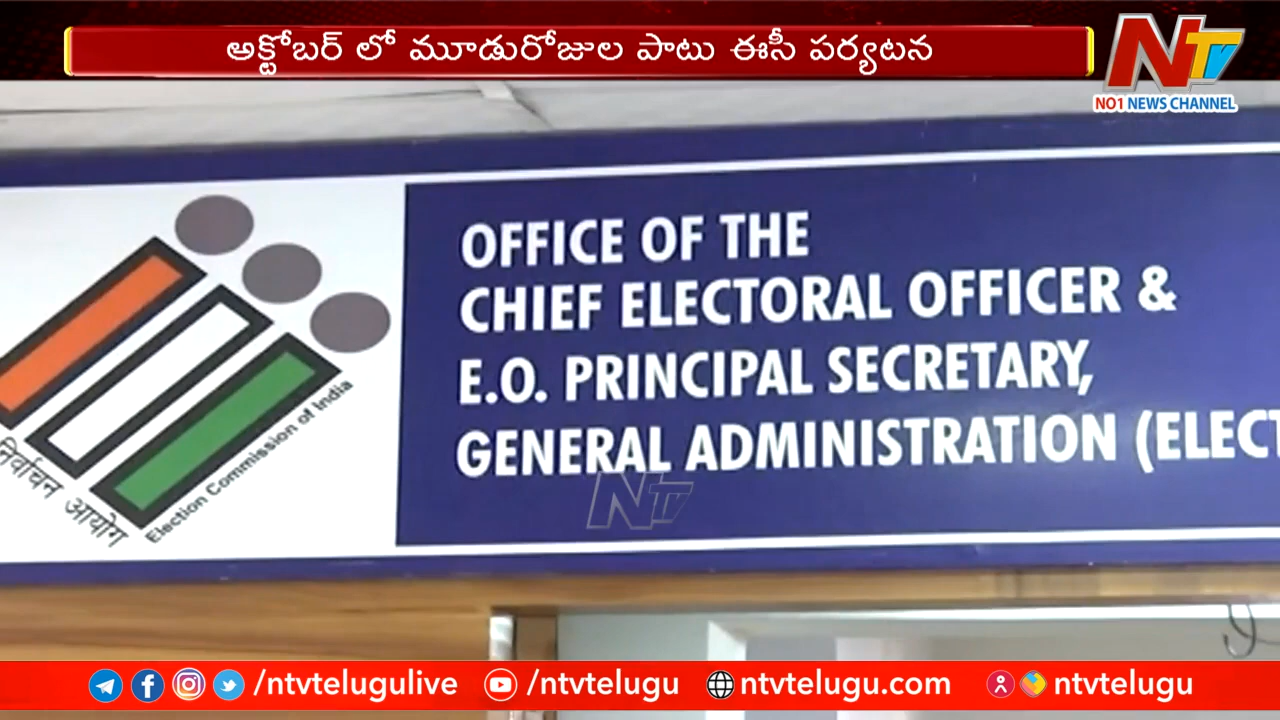 అక్టోబర్ లో మూడురోజుల పాటు ఈసీ పర్యటన
NTV
NO1 NEWS CHANNEL
OFFICE OF THE
CHIEF ELECTORAL OFFICER &
E.O. PRINCIPAL SECRETARY,
GENERAL ADMINISTRATION (ELECT
निर्वाचन आयोग
Election Commission of India
NTV
/ntvtelugulive
/ntvtelugu
ntvtelugu.com
ntvtelugu